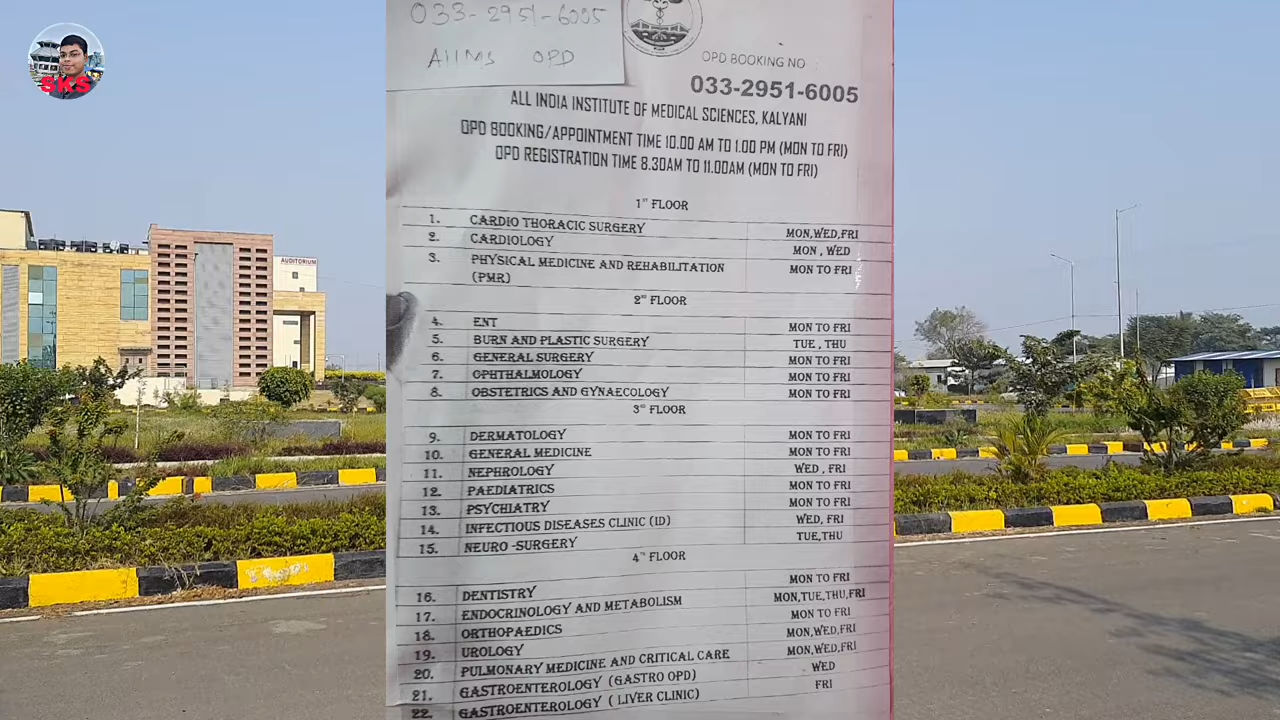 SKS
AUDITORIUM
033-2951-6005
AIIMS OPD
OPD BOOKING NO :
033-2951-6005
ALL INDIA INSTITUTE OF MEDICAL SCIENCES, KALYANI
OPD BOOKING/APPOINTMENT TIME 10.00 AM TO 1.00 PM (MON TO FRI)
OPD REGISTRATION TIME 8.30AM TO 11.00AM (MON TO FRI)
1ST FLOOR
1. CARDIO THORACIC SURGERY MON,WED,FRI
2. CARDIOLOGY MON , WED
3. PHYSICAL MEDICINE AND REHABILITATION MON TO FRI
(PMR)
2ST FLOOR
4. ENT MON TO FRI
5. BURN AND PLASTIC SURGERY TUE , THU
6. GENERAL SURGERY MON TO FRI
7. OPHTHALMOLOGY MON TO FRI
8. OBSTETRICS AND GYNAECOLOGY MON TO FRI
3ST FLOOR
9. DERMATOLOGY MON TO FRI
10. GENERAL MEDICINE MON TO FRI
11. NEPHROLOGY WED , FRI
12. PAEDIATRICS MON TO FRI
13. PSYCHIATRY MON TO FRI
14. INFECTIOUS DISEASES CLINIC (ID) WED, FRI
15. NEURO -SURGERY TUE,THU
4TH FLOOR
16. DENTISTRY MON TO FRI
17. ENDOCRINOLOGY AND METABOLISM MON,TUE,THU,FRI
18. ORTHOPAEDICS MON TO FRI
19. UROLOGY MON,WED,FRI
20. PULMONARY MEDICINE AND CRITICAL CARE MON,WED,FRI
21. GASTROENTEROLOGY (GASTRO OPD) WED
22. GASTROENTEROLOGY ( LIVER CLINIC) FRI